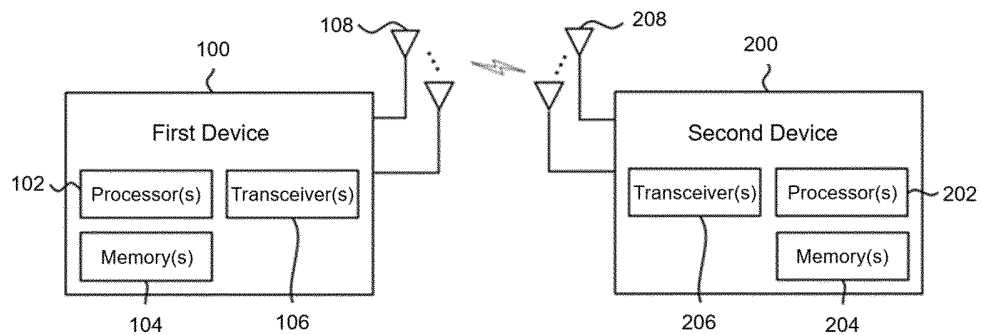 108
208
100
200
First Device
Second Device
102
Processor(s)
Transceiver(s)
Transceiver(s)
Processor(s)
202
Memory(s)
Memory(s)
104
106
206
204